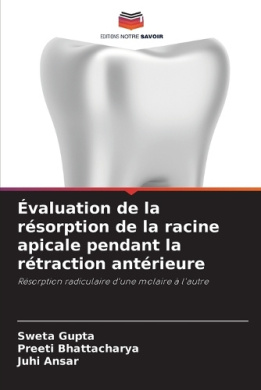 EDITIONS NOTRE SAVOIR
Évaluation de la
résorption de la racine
apicale pendant la
rétraction antérieure
Résorption radiculaire d'une molaire à l'autre
Sweta Gupta
Preeti Bhattacharya
Juhi Ansar